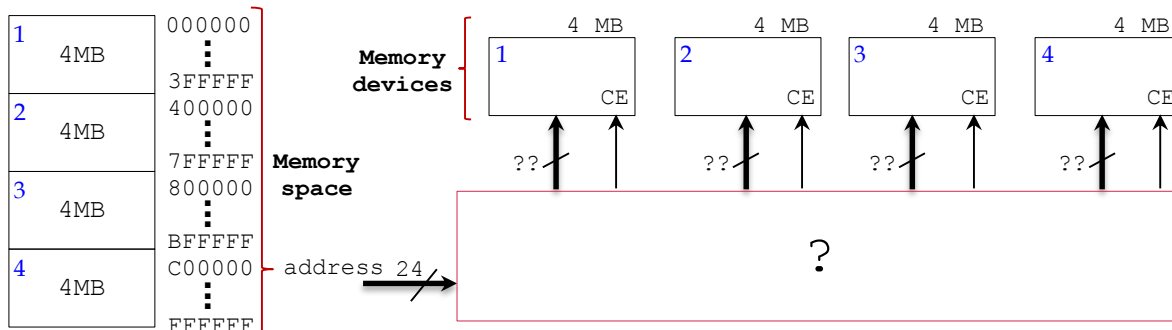 1
4MB
000000
3FFFFF
2
4MB
400000
7FFFFF
3
4MB
800000
BFFFFF
4
4MB
C00000
FFFFFF
Memory
space
Memory
devices
4 MB
1
CE
??
4 MB
2
CE
??
4 MB
3
CE
??
4 MB
4
CE
??
address 24
?